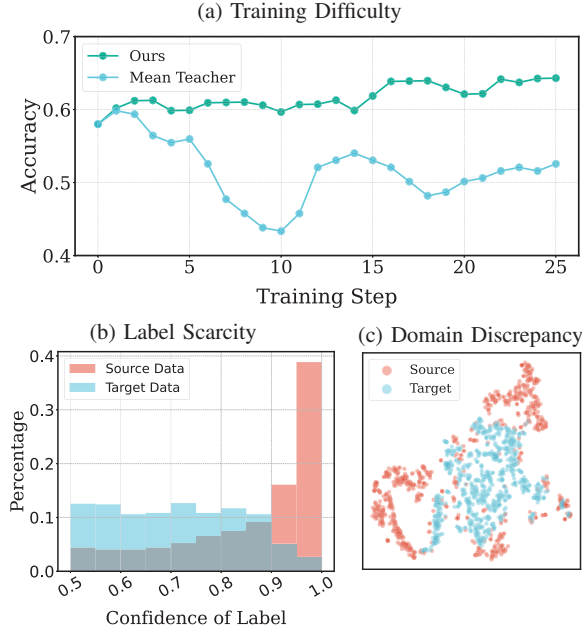 (a) Training Difficulty
0.7
0.6
0.5
0.4
Accuracy
Ours
Mean Teacher
0 5 10 15 20 25
Training Step
(b) Label Scarcity
0.4
0.3
0.2
0.1
0.0
Percentage
Source Data
Target Data
0.5 0.6 0.7 0.8 0.9 1.0
Confidence of Label
(c) Domain Discrepancy
Source
Target